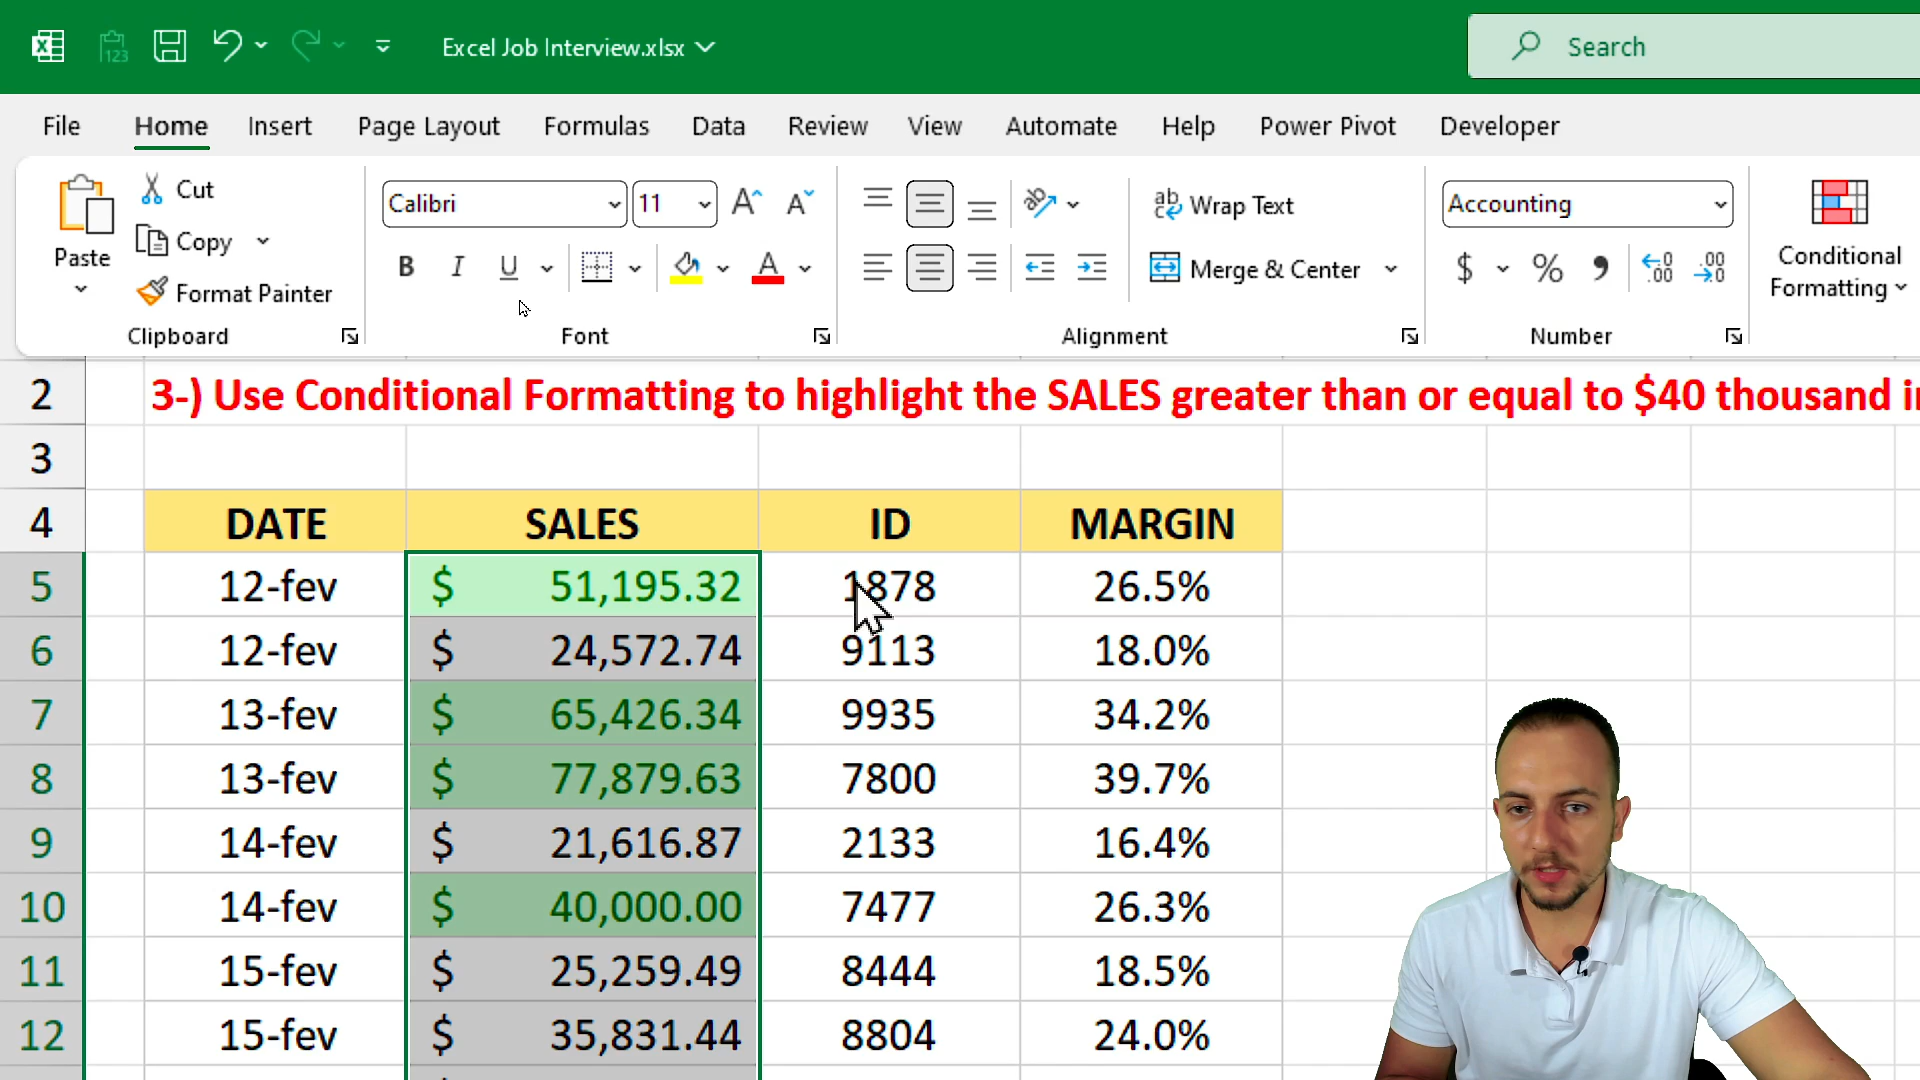 Excel Job Interview.xlsx
Search
File Home Insert Page Layout Formulas Data Review View Automate Help Power Pivot Developer
Paste
Cut
Copy
Format Painter
Clipboard
Calibri 11
B I U
Font
Wrap Text
Merge & Center
Alignment
Accounting
$ % 9 .00 .00
Number
Conditional
Formatting
2 3-) Use Conditional Formatting to highlight the SALES greater than or equal to $40 thousand in
3
4 DATE SALES ID MARGIN
5 12-fev $ 51,195.32 1878 26.5%
6 12-fev $ 24,572.74 9113 18.0%
7 13-fev $ 65,426.34 9935 34.2%
8 13-fev $ 77,879.63 7800 39.7%
9 14-fev $ 21,616.87 2133 16.4%
10 14-fev $ 40,000.00 7477 26.3%
11 15-fev $ 25,259.49 8444 18.5%
12 15-fev $ 35,831.44 8804 24.0%